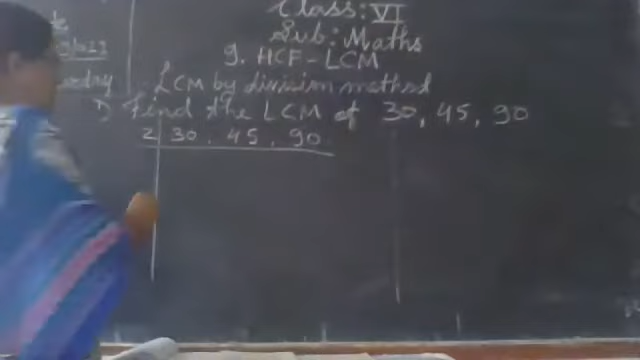 Class: VI
Sub: Maths
9. HCF - LCM
LCM by division method
1) Find the LCM of 30, 45, 90
2 30, 45, 90